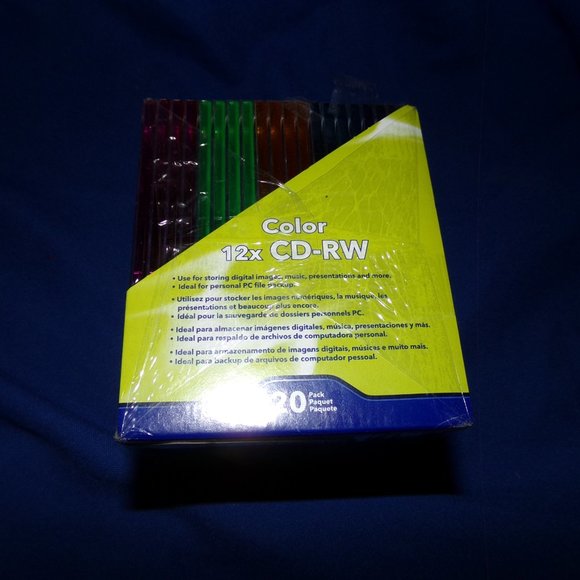 Color
12x CD-RW
• Use for storing digital images, music, presentations and more.
• Ideal for personal PC file backup.
• Utilisez pour stocker les images numériques, la musique, les
présentations et beaucoup plus encore.
• Idéal pour la sauvegarde de dossiers personnels PC.
• Ideal para almacenar imágenes digitales, música, presentaciones y más.
• Ideal para respaldo de archivos de computadora personal.
• Ideal para armazenamento de imagens digitais, músicas e muito mais.
• Ideal para backup de arquivos de computador pessoal.
20 Pack
Paquet
Paquete